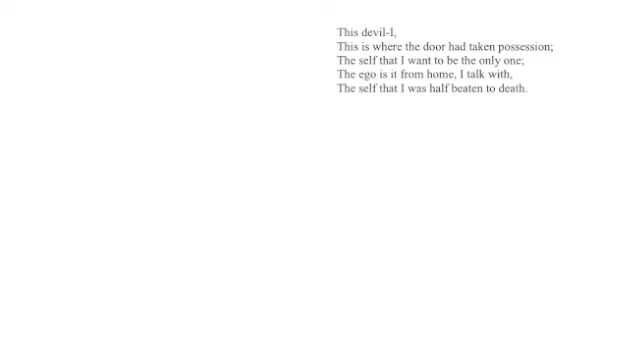 This devil-I,
This is where the door had taken possession;
The self that I want to be the only one;
The ego is it from home, I talk with,
The self that I was half beaten to death.